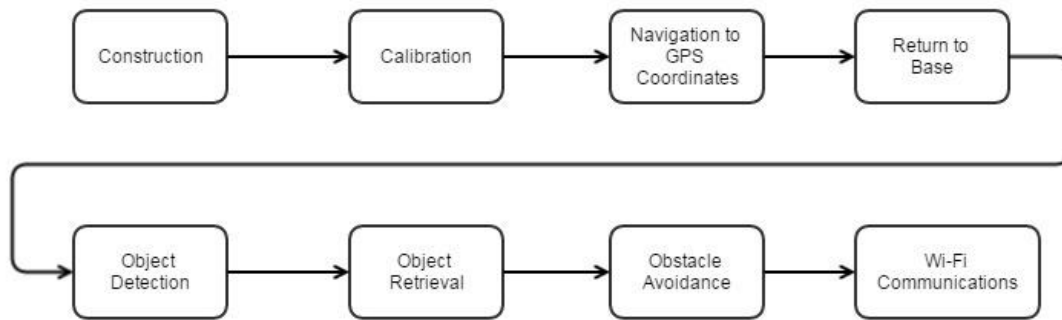 Construction
Calibration
Navigation to
GPS
Coordinates
Return to
Base
Object
Detection
Object
Retrieval
Obstacle
Avoidance
Wi-Fi
Communications